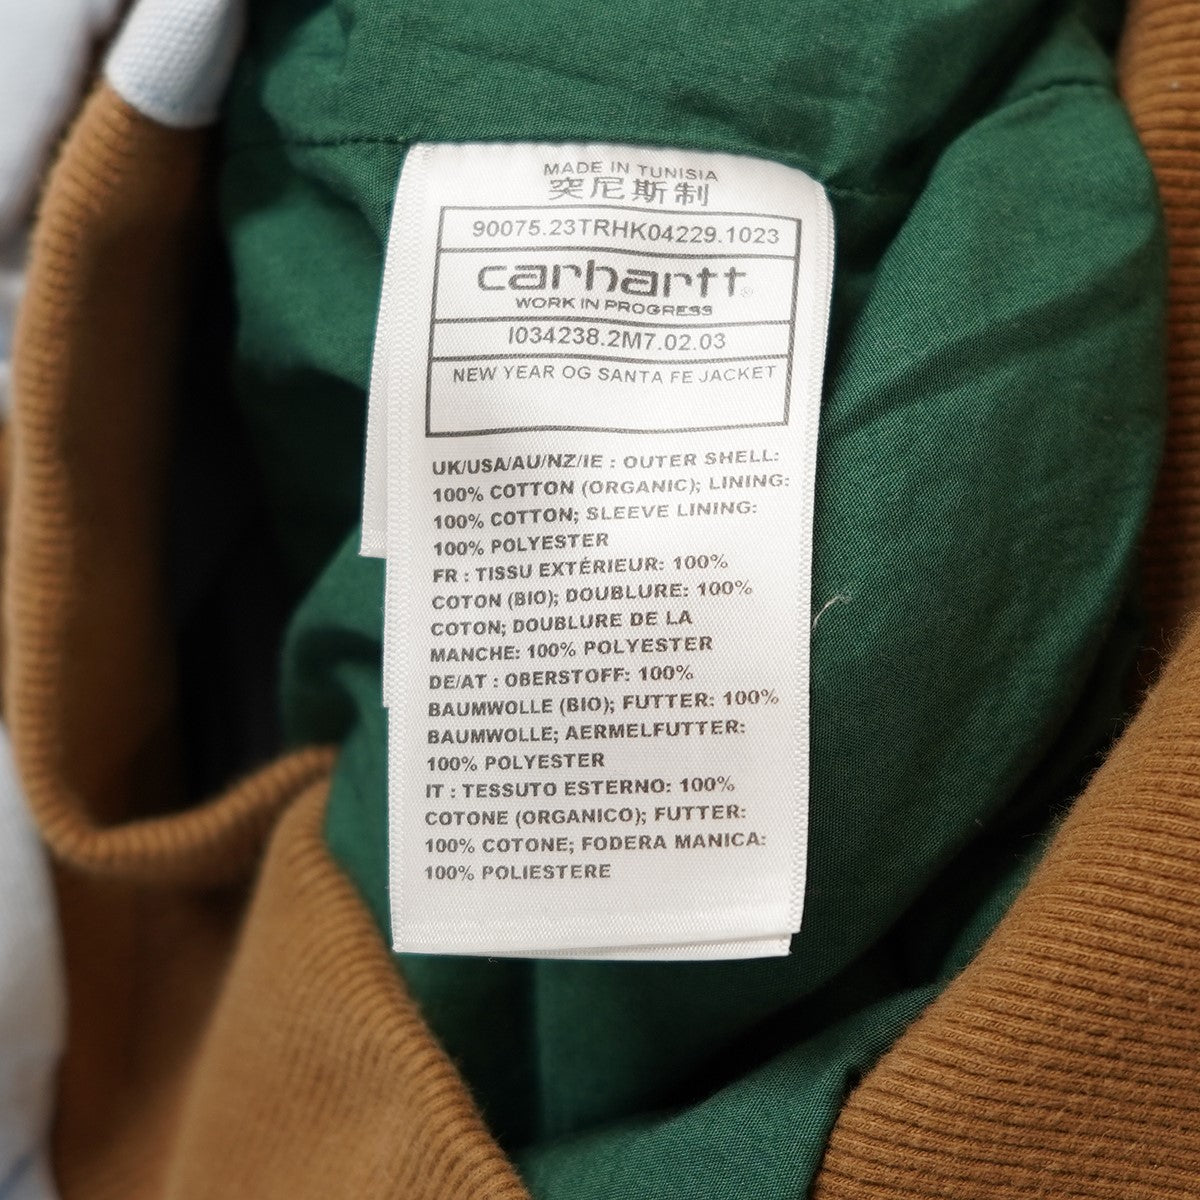 MADE IN TUNISIA
突尼斯制
90075.23TRHK04229.1023
carhartt®
WORK IN PROGRESS
I034238.2M7.02.03
NEW YEAR OG SANTA FE JACKET
UK/USA/AU/NZ/IE : OUTER SHELL:
100% COTTON (ORGANIC); LINING:
100% COTTON; SLEEVE LINING:
100% POLYESTER
FR : TISSU EXTÉRIEUR: 100%
COTON (BIO); DOUBLURE: 100%
COTON; DOUBLURE DE LA
MANCHE: 100% POLYESTER
DE/AT : OBERSTOFF: 100%
BAUMWOLLE (BIO); FUTTER: 100%
BAUMWOLLE; AERMELFUTTER:
100% POLYESTER
IT : TESSUTO ESTERNO: 100%
COTONE (ORGANICO); FUTTER:
100% COTONE; FODERA MANICA:
100% POLIESTERE